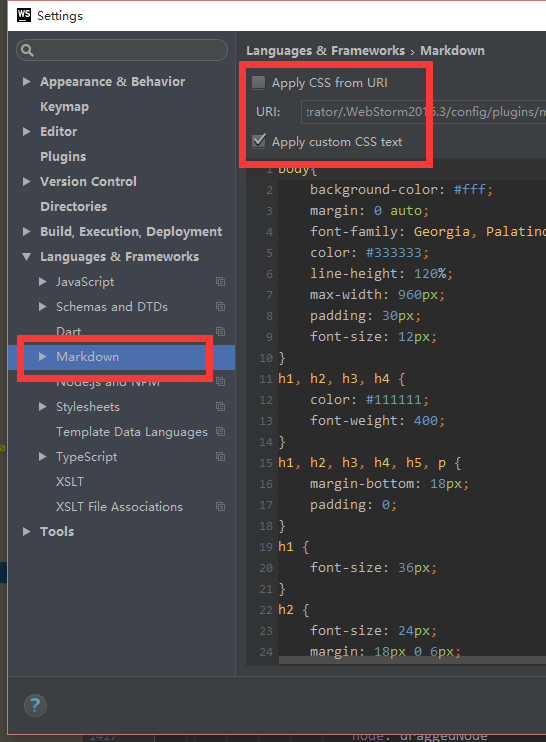 WS Settings
Languages & Frameworks › Markdown
Appearance & Behavior
Keymap
Editor
Plugins
Version Control
Directories
Build, Execution, Deployment
Languages & Frameworks
JavaScript
Schemas and DTDs
Dart
Markdown
Node.js and NPM
Stylesheets
Template Data Languages
TypeScript
XSLT
XSLT File Associations
Tools
Apply CSS from URI
URI: trator/.WebStorm2016.3/config/plugins/m
Apply custom CSS text
1 body{
2 background-color: #fff;
3 margin: 0 auto;
4 font-family: Georgia, Palatino
5 color: #333333;
6 line-height: 120%;
7 max-width: 960px;
8 padding: 30px;
9 font-size: 12px;
10 }
11 h1, h2, h3, h4 {
12 color: #111111;
13 font-weight: 400;
14 }
15 h1, h2, h3, h4, h5, p {
16 margin-bottom: 18px;
17 padding: 0;
18 }
19 h1 {
20 font-size: 36px;
21 }
22 h2 {
23 font-size: 24px;
24 margin: 18px 0 6px;
?
1417 node: draggedNode